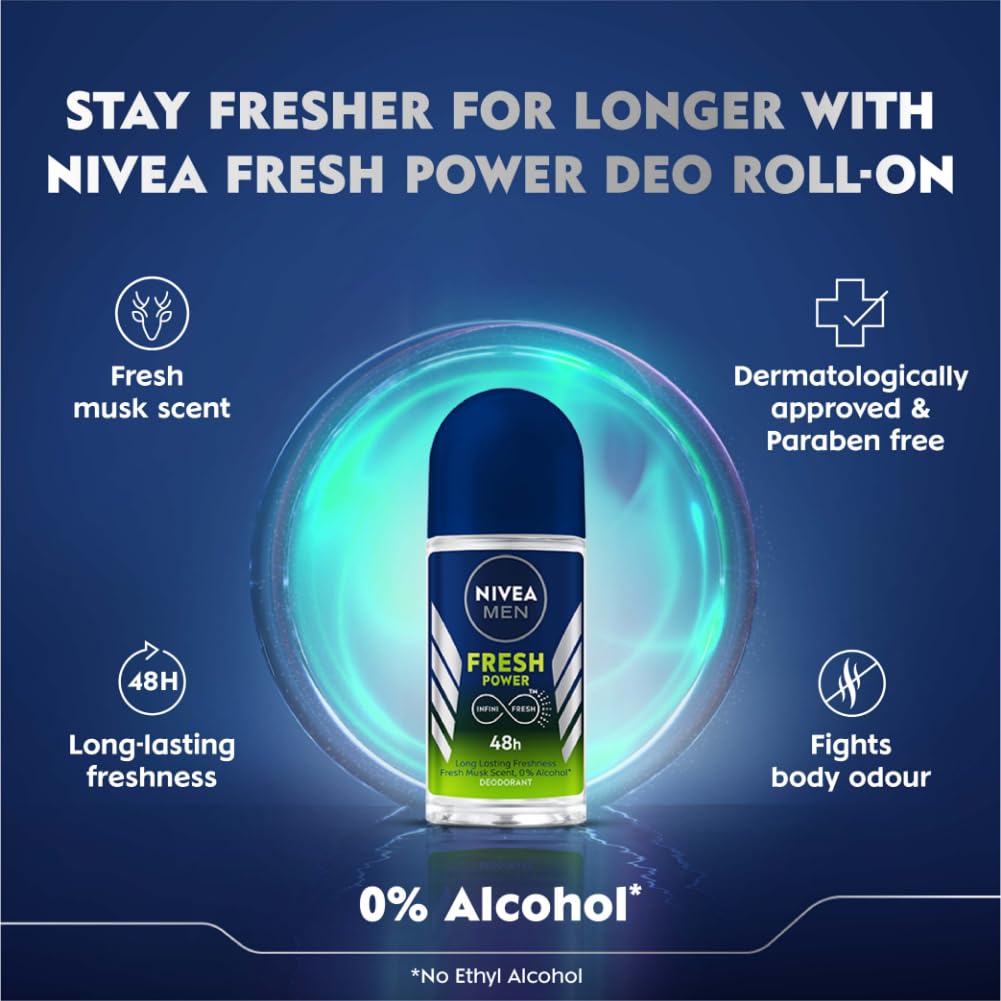 STAY FRESHER FOR LONGER WITH
NIVEA FRESH POWER DEO ROLL-ON
Fresh
musk scent
Dermatologically
approved &
Paraben free
NIVEA
MEN
FRESH
POWER
INFINI FRESH™
48h
Long Lasting Freshness
Fresh Musk Scent, 0% Alcohol*
DEODORANT
48H
Long-lasting
freshness
Fights
body odour
0% Alcohol*
*No Ethyl Alcohol